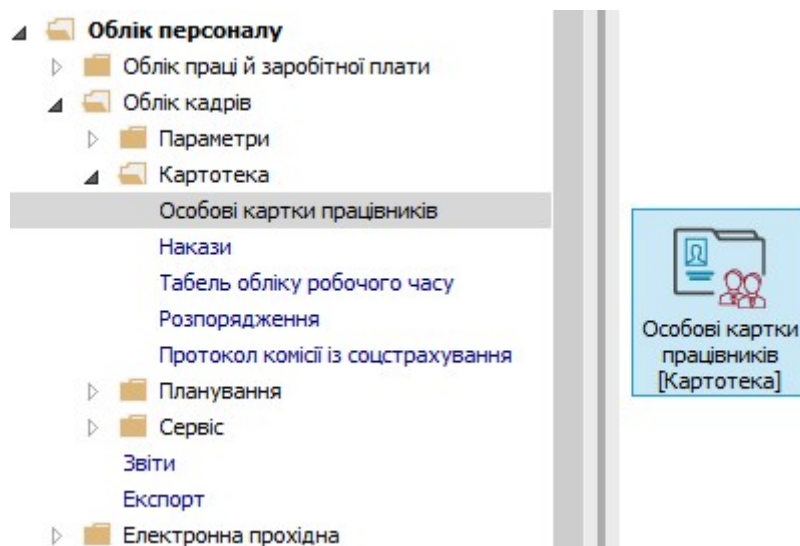 Облік персоналу
Облік праці й заробітної плати
Облік кадрів
Параметри
Картотека
Особові картки працівників
Накази
Табель обліку робочого часу
Розпорядження
Протокол комісії із соцстрахування
Планування
Сервіс
Звіти
Експорт
Електронна прохідна
Особові картки
працівників
[Картотека]